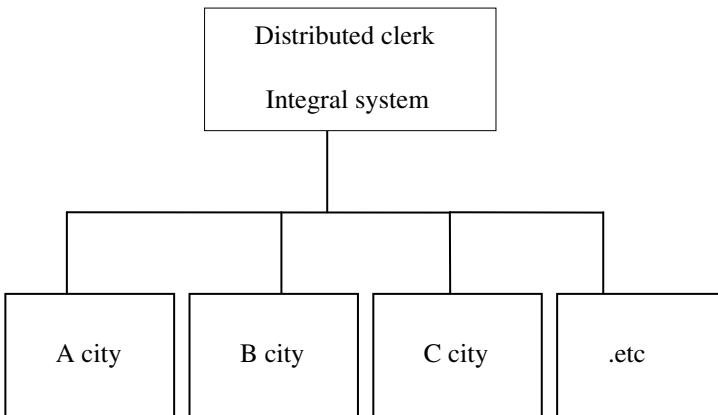 Distributed clerk
Integral system
A city
B city
C city
.etc